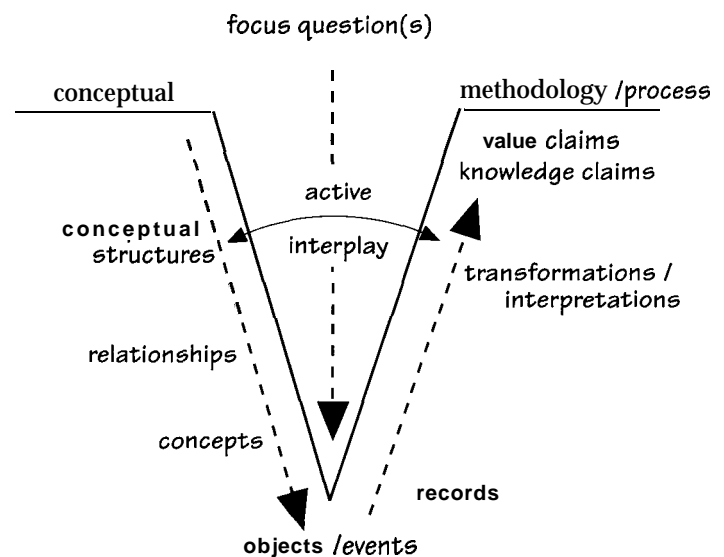 focus question(s)
conceptual
methodology /process
value claims
knowledge claims
active
interplay
conceptual
structures
transformations /
interpretations
relationships
concepts
records
objects /events